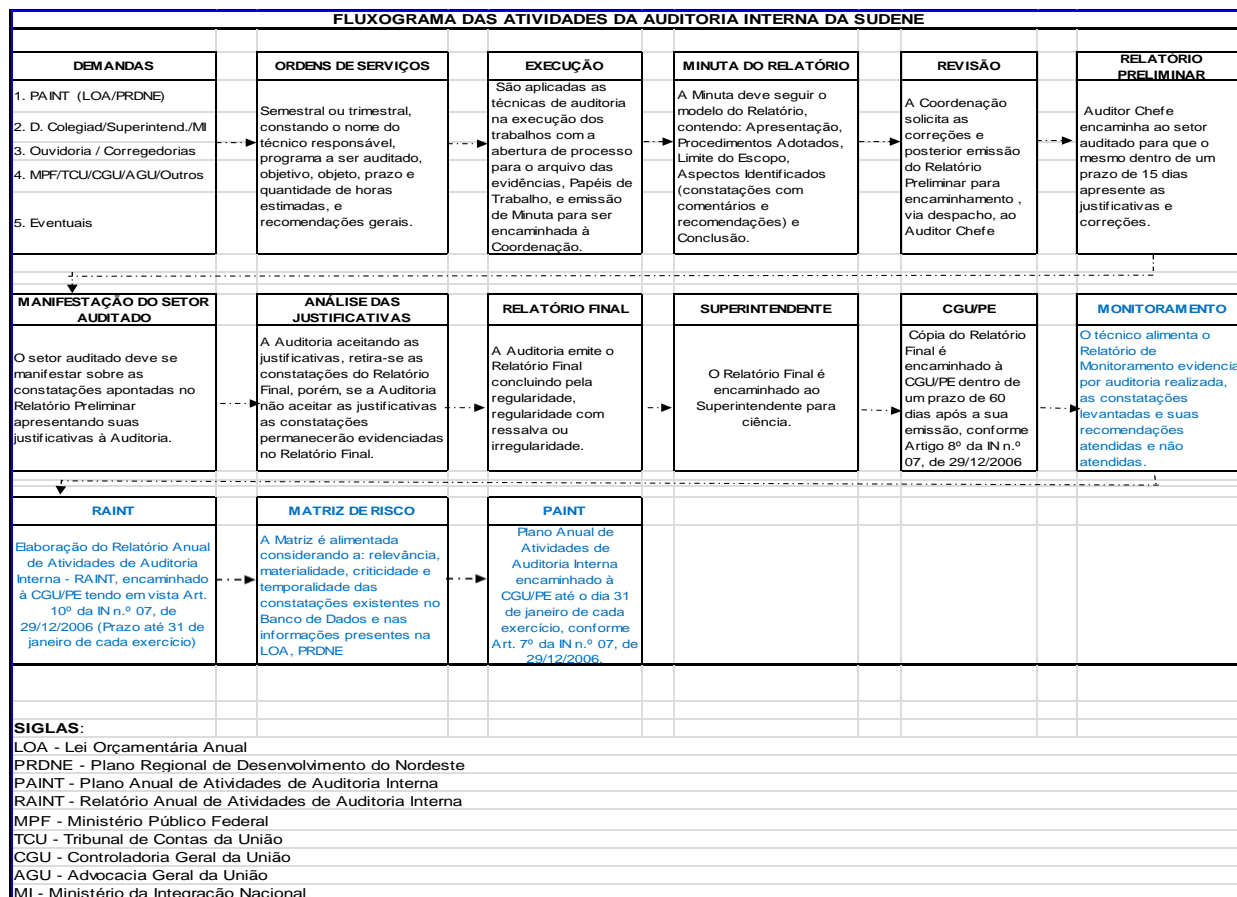 FLUXOGRAMA DAS ATIVIDADES DA AUDITORIA INTERNA DA SUDENE
DEMANDAS
1. PAINT (LOA/PRDNE)
2. D. Colegiad/Superintend./MI
3. Ouvidoria / Corregedorias
4. MPF/TCU/CGU/AGU/Outros
5. Eventuais
ORDENS DE SERVIÇOS
Semestral ou trimestral,
constando o nome do
técnico responsável,
programa a ser auditado,
objetivo, objeto, prazo e
quantidade de horas
estimadas, e
recomendações gerais.
EXECUÇÃO
São aplicadas as
técnicas de auditoria
na execução dos
trabalhos com a
abertura de processo
para o arquivo das
evidências, Papéis de
Trabalho, e emissão
de Minuta para ser
encaminhada à
Coordenação.
MINUTA DO RELATÓRIO
A Minuta deve seguir o
modelo do Relatório,
contendo: Apresentação,
Procedimentos Adotados,
Limite do Escopo,
Aspectos Identificados
(constatações com
comentários e
recomendações) e
Conclusão.
REVISÃO
A Coordenação
solicita as
correções e
posterior emissão
do Relatório
Preliminar para
encaminhamento ,
via despacho, ao
Auditor Chefe
RELATÓRIO
PRELIMINAR
Auditor Chefe
encaminha ao setor
auditado para que o
mesmo dentro de um
prazo de 15 dias
apresente as
justificativas e
correções.
MANIFESTAÇÃO DO SETOR
AUDITADO
O setor auditado deve se
manifestar sobre as
constatações apontadas no
Relatório Preliminar
apresentando suas
justificativas à Auditoria.
ANÁLISE DAS
JUSTIFICATIVAS
A Auditoria aceitando as
justificativas, retira-se as
constatações do Relatório
Final, porém, se a Auditoria
não aceitar as justificativas
as constatações
permanecerão evidenciadas
no Relatório Final.
RELATÓRIO FINAL
A Auditoria emite o
Relatório Final
concluindo pela
regularidade,
regularidade com
ressalva ou
irregularidade.
SUPERINTENDENTE
O Relatório Final é
encaminhado ao
Superintendente para
ciência.
CGU/PE
Cópia do Relatório
Final é
encaminhado à
CGU/PE dentro de
um prazo de 60
dias após a sua
emissão, conforme
Artigo 8º da IN n.º
07, de 29/12/2006
MONITORAMENTO
O técnico alimenta o
Relatório de
Monitoramento evidencia
por auditoria realizada,
as constatações
levantadas e suas
recomendações
atendidas e não
atendidas.
RAINT
Elaboração do Relatório Anual
de Atividades de Auditoria
Interna - RAINT, encaminhado
à CGU/PE tendo em vista Art.
10º da IN n.º 07, de
29/12/2006 (Prazo até 31 de
janeiro de cada exercício)
MATRIZ DE RISCO
A Matriz é alimentada
considerando a: relevância,
materialidade, criticidade e
temporalidade das
constatações existentes no
Banco de Dados e nas
informações presentes na
LOA, PRDNE
PAINT
Plano Anual de
Atividades de
Auditoria Interna
encaminhado à
CGU/PE até o dia 31
de janeiro de cada
exercício, conforme
Art. 7º da IN n.º 07, de
29/12/2006.
SIGLAS:
LOA - Lei Orçamentária Anual
PRDNE - Plano Regional de Desenvolvimento do Nordeste
PAINT - Plano Anual de Atividades de Auditoria Interna
RAINT - Relatório Anual de Atividades de Auditoria Interna
MPF - Ministério Público Federal
TCU - Tribunal de Contas da União
CGU - Controladoria Geral da União
AGU - Advocacia Geral da União
MI - Ministério da Integração Nacional